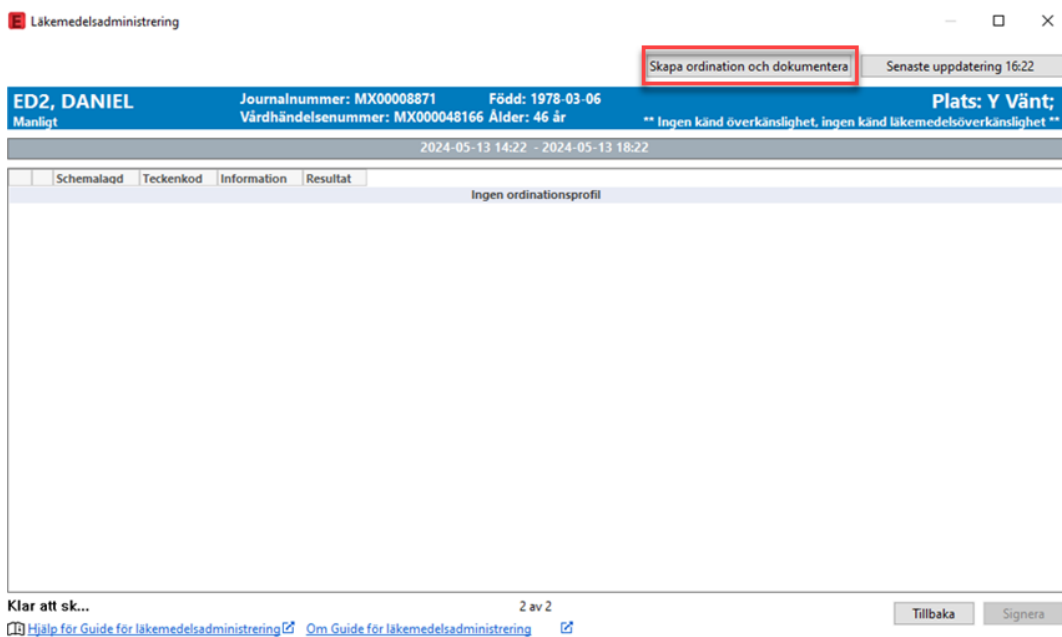 E Läkemedelsadministrering
Skapa ordination och dokumentera Senaste uppdatering 16:22
ED2, DANIEL Journalnummer: MX00008871 Född: 1978-03-06 Plats: Y Vänt;
Manligt Vårdhändelsenummer: MX000048166 Ålder: 46 år ** Ingen känd överkänslighet, ingen känd läkemedelsöverkänslighet **
2024-05-13 14:22 - 2024-05-13 18:22
Schemalagd Teckenkod Information Resultat
Ingen ordinationsprofil
Klar att sk... 2 av 2
Tillbaka Signera
Hjälp för Guide för läkemedelsadministrering Om Guide för läkemedelsadministrering